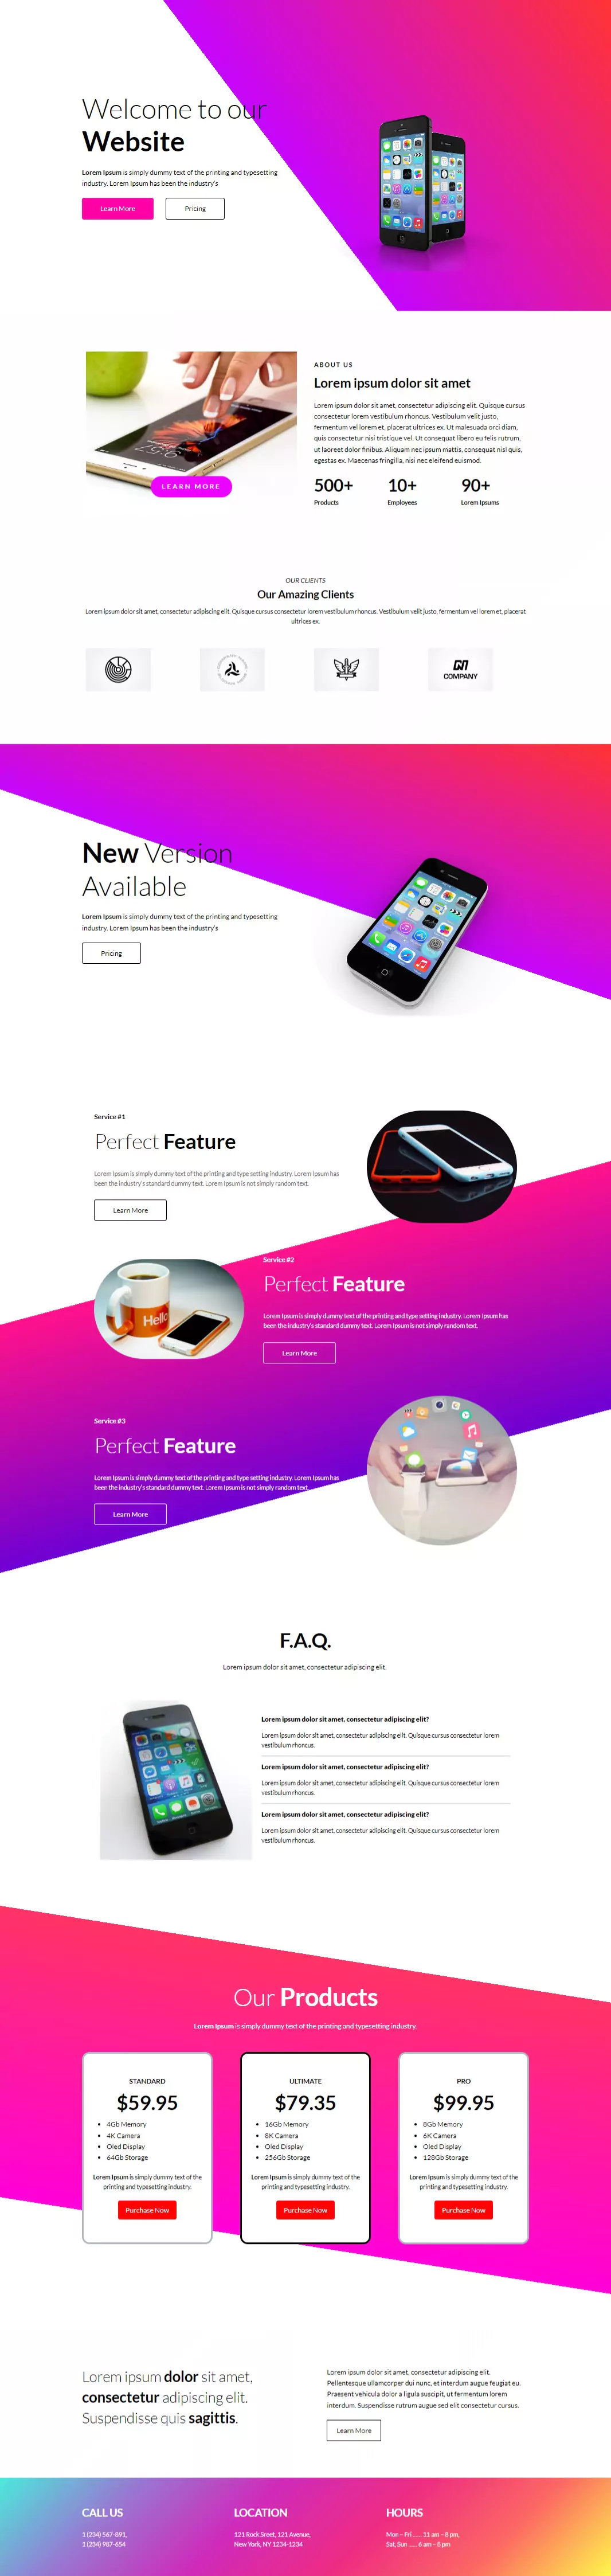 Welcome to our
Website
Lorem Ipsum is simply dummy text of the printing and typesetting
industry. Lorem Ipsum has been the industry's
Learn More
Pricing
LEARN MORE
ABOUT US
Lorem ipsum dolor sit amet
Lorem ipsum dolor sit amet, consectetur adipiscing elit. Quisque cursus
consectetur lorem vestibulum rhoncus. Vestibulum velit justo,
fermentum vel lorem et, placerat ultrices ex. Ut malesuada orci diam,
quis consectetur nisi tristique vel. Ut consequat libero eu felis rutrum,
ut laoreet dolor finibus. Aliquam nec ipsum mattis, consequat nisl quis,
egestas ex. Maecenas fringilla, nisi nec eleifend euismod.
500+
10+
90+
Products
Employees
Lorem Ipsums
OUR CLIENTS
Our Amazing Clients
Lorem ipsum dolor sit amet, consectetur adipiscing elit. Quisque cursus consectetur lorem vestibulum rhoncus. Vestibulum velit justo, fermentum vel lorem et, placerat
ultrices ex.
COMPANY
New Version
Available
Lorem Ipsum is simply dummy text of the printing and typesetting
industry. Lorem Ipsum has been the industry's
Pricing
Service #1
Perfect Feature
Lorem Ipsum is simply dummy text of the printing and type setting industry. Lorem Ipsum has
been the industry's standard dummy text. Lorem Ipsum is not simply random text.
Learn More
Hello
Service #2
Perfect Feature
Lorem Ipsum is simply dummy text of the printing and type setting industry. Lorem Ipsum has
been the industry's standard dummy text. Lorem Ipsum is not simply random text.
Learn More
Service #3
Perfect Feature
Lorem Ipsum is simply dummy text of the printing and type setting industry. Lorem Ipsum has
been the industry's standard dummy text. Lorem Ipsum is not simply random text.
Learn More
F.A.Q.
Lorem ipsum dolor sit amet, consectetur adipiscing elit.
Lorem ipsum dolor sit amet, consectetur adipiscing elit?
Lorem ipsum dolor sit amet, consectetur adipiscing elit. Quisque cursus consectetur lorem
vestibulum rhoncus.
Lorem ipsum dolor sit amet, consectetur adipiscing elit?
Lorem ipsum dolor sit amet, consectetur adipiscing elit. Quisque cursus consectetur lorem
vestibulum rhoncus.
Lorem ipsum dolor sit amet, consectetur adipiscing elit?
Lorem ipsum dolor sit amet, consectetur adipiscing elit. Quisque cursus consectetur lorem
vestibulum rhoncus.
Our Products
Lorem Ipsum is simply dummy text of the printing and typesetting industry.
STANDARD
$59.95
• 4Gb Memory
• 4K Camera
• Oled Display
• 64Gb Storage
Lorem Ipsum is simply dummy text of the
printing and typesetting industry.
Purchase Now
ULTIMATE
$79.35
• 16Gb Memory
• 8K Camera
• Oled Display
• 256Gb Storage
Lorem Ipsum is simply dummy text of the
printing and typesetting industry.
Purchase Now
PRO
$99.95
• 8Gb Memory
• 6K Camera
• Oled Display
• 128Gb Storage
Lorem Ipsum is simply dummy text of the
printing and typesetting industry.
Purchase Now
Lorem ipsum dolor sit amet,
consectetur adipiscing elit.
Suspendisse quis sagittis.
Lorem ipsum dolor sit amet, consectetur adipiscing elit.
Pellentesque ullamcorper dui nunc, et interdum augue feugiat eu.
Praesent vehicula dolor a ligula suscipit, ut fermentum lorem
interdum. Suspendisse rutrum augue sed elit consectetur cursus.
Learn More
CALL US
1 (234) 567-891,
1 (234) 987-654
LOCATION
121 Rock Sreet, 121 Avenue,
New York, NY 1234-1234
HOURS
Mon – Fri ...... 11 am – 8 pm,
Sat, Sun ...... 6 am – 8 pm